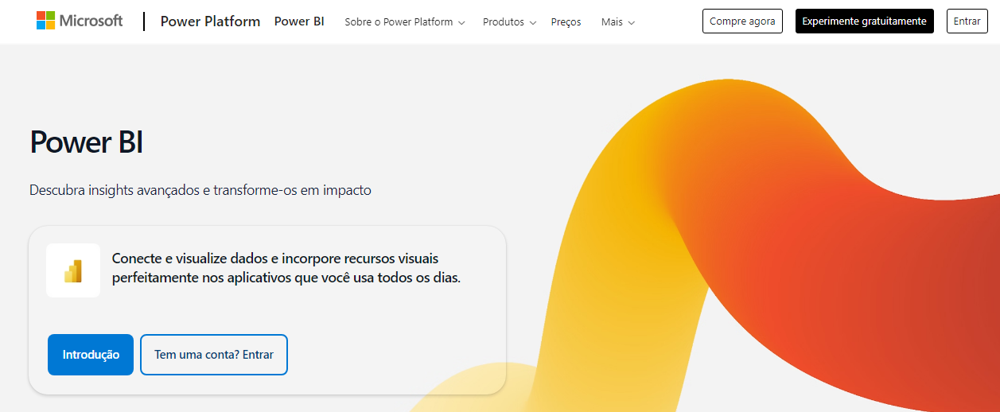 Microsoft Power Platform Power BI Sobre o Power Platform Produtos Preços Mais Compre agora Experimente gratuitamente Entrar
Power BI
Descubra insights avançados e transforme-os em impacto
Conecte e visualize dados e incorpore recursos visuais
perfeitamente nos aplicativos que você usa todos os dias.
Introdução Tem uma conta? Entrar